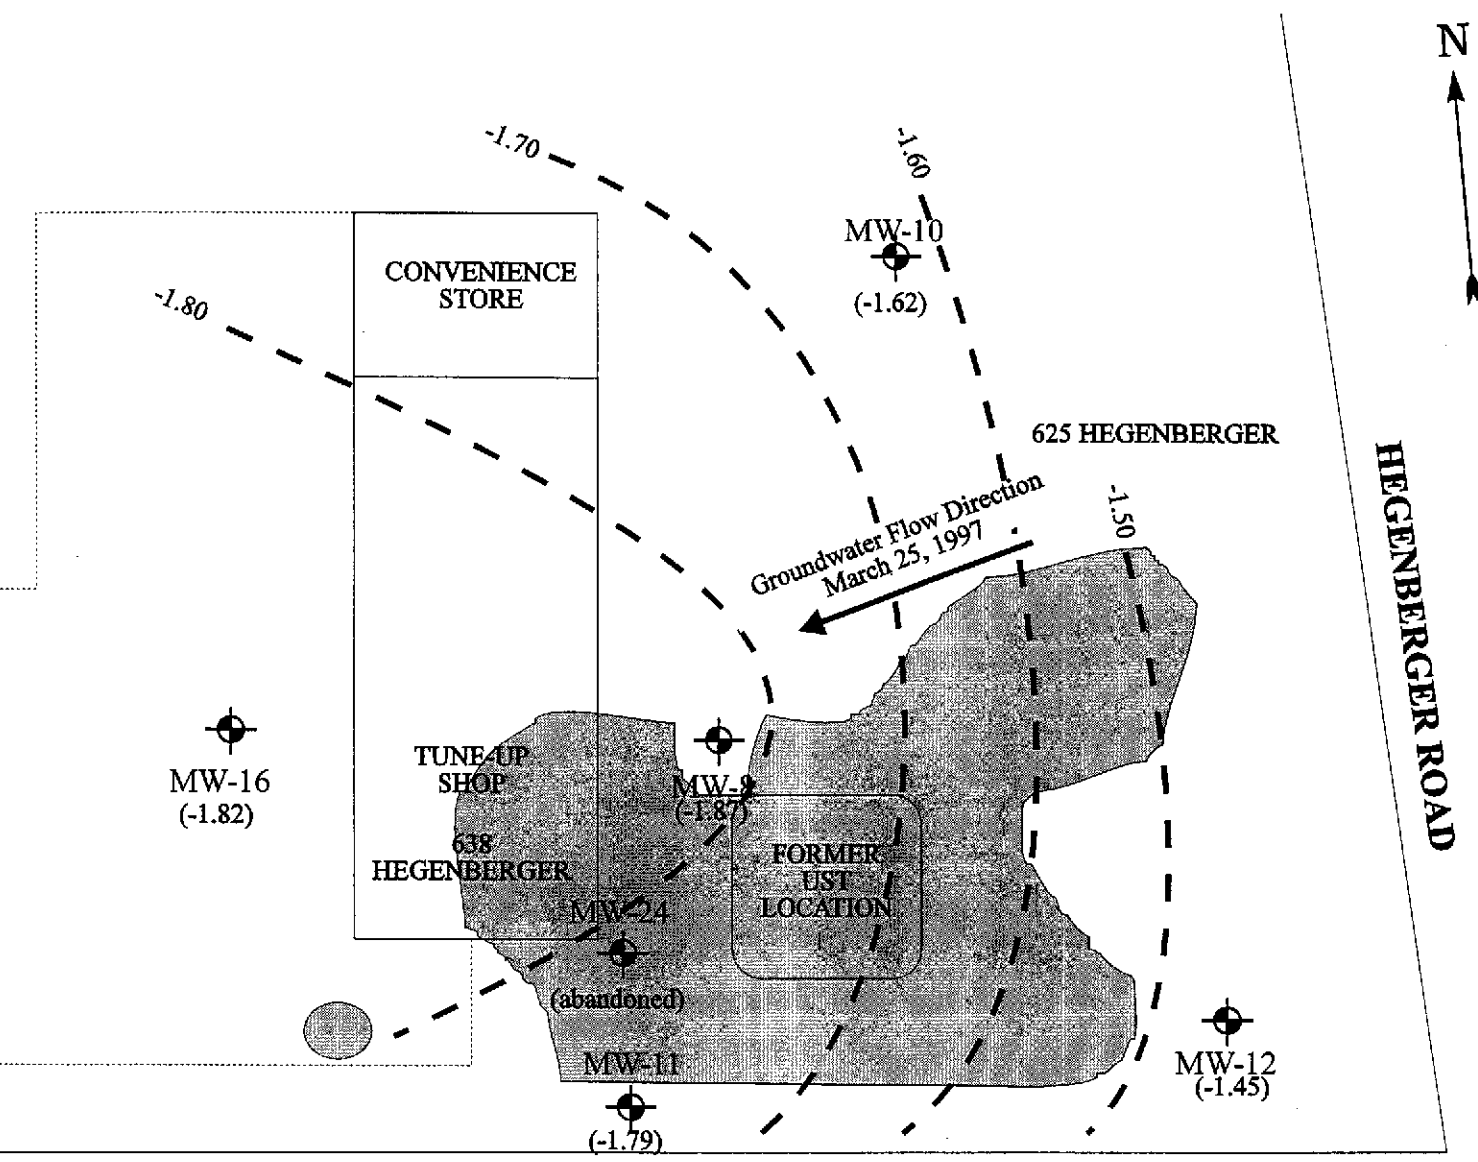 N
-1.70
-1.60
MW-10
(-1.62)
CONVENIENCE
STORE
-1.80
625 HEGENBERGER
HEGENBERGER ROAD
-1.50
Groundwater Flow Direction
March 25, 1997
MW-16
(-1.82)
TUNE-UP
SHOP
638
HEGENBERGER
MW-8
(-1.87)
FORMER
UST
LOCATION
MW-24
(abandoned)
MW-11
(-1.79)
MW-12
(-1.45)